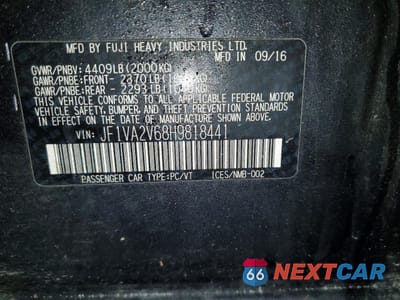 MFD. BY FUJI HEAVY INDUSTRIES LTD.
MFD IN 09/16
GVWR/PNBV: 4409LB(2000KG)
GAWR/PNBE:FRONT- 2370LB
GAWR/PNBE:REAR - 2293LB
THIS VEHICLE CONFORMS TO ALL APPLICABLE FEDERAL MOTOR
VEHICLE SAFETY, BUMPER, AND THEFT PREVENTION STANDARDS
IN EFFECT ON THE DATE OF MANUFACTURE SHOWN ABOVE.
VIN: JF1VA2V68H9818441
PASSENGER CAR TYPE:PC/VT ICES/NMB-002
66 NEXTCAR